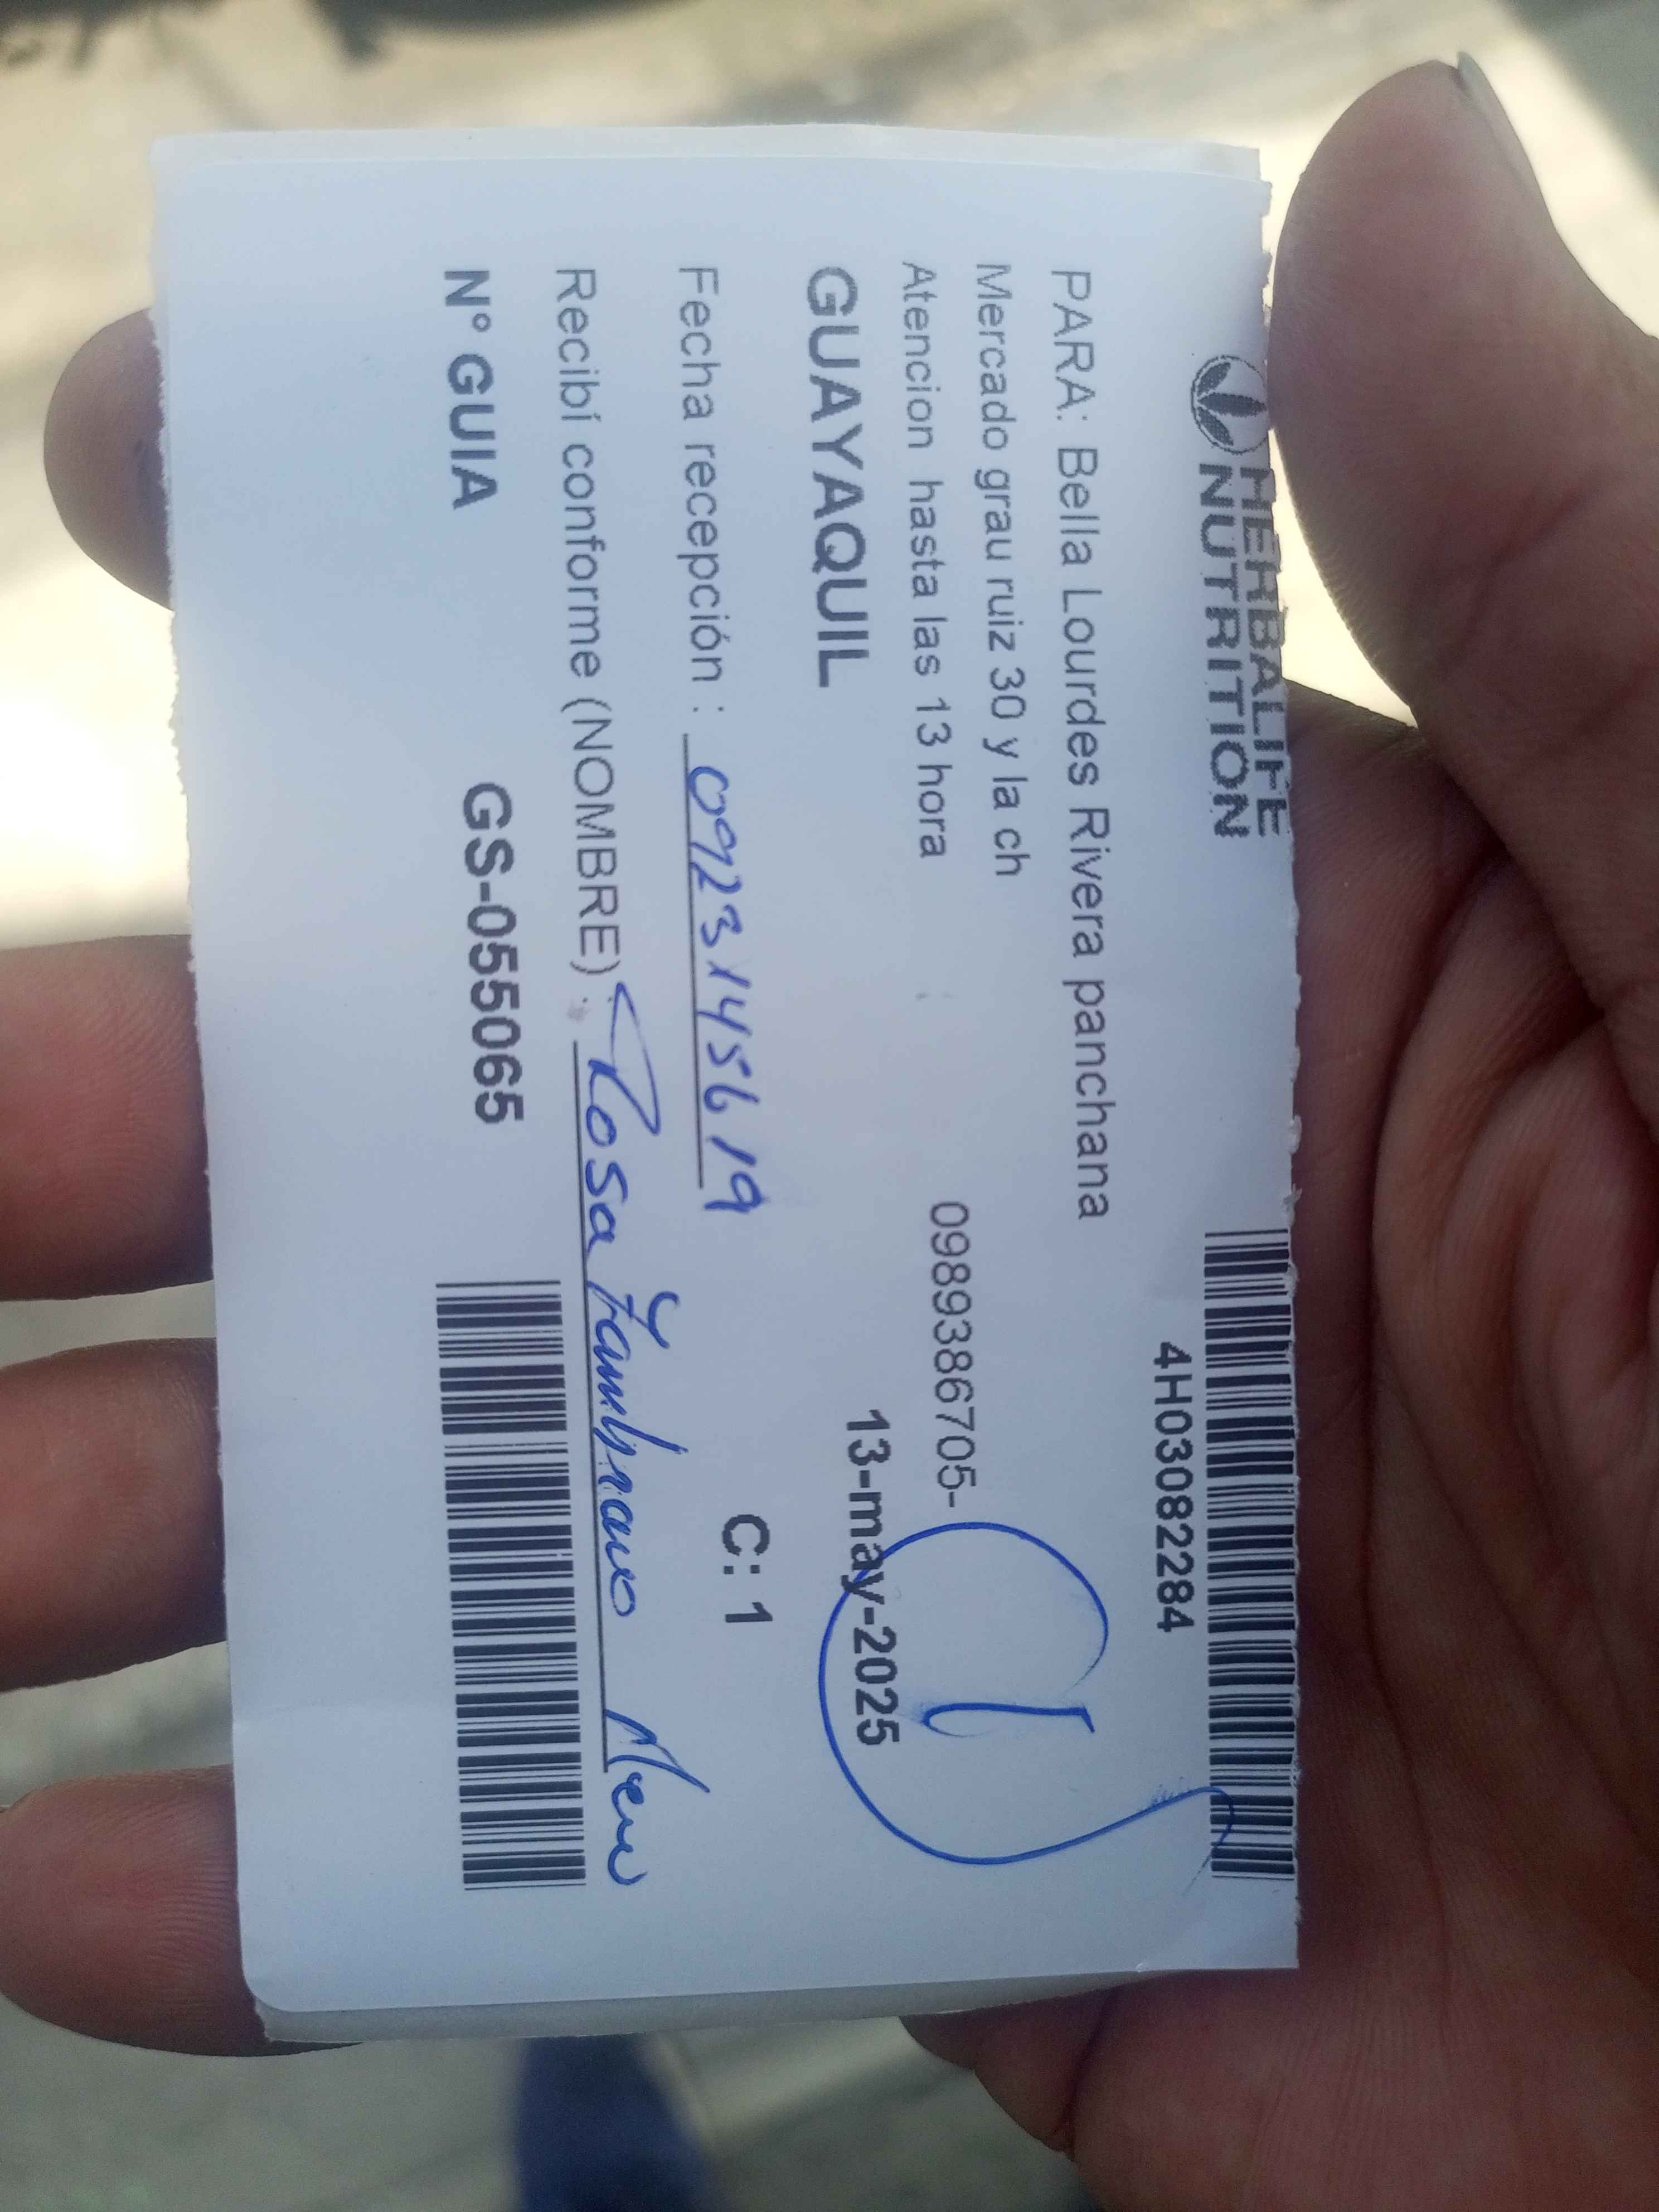 HERBALIFE
NUTRITION
4H03082284
PARA: Bella Lourdes Rivera panchana
Mercado grau ruiz 30 y la ch
Atencion hasta las 13 hora
0989386705-
GUAYAQUIL
13-may-2025
Fecha recepción : 0923145619
C: 1
Recibí conforme (NOMBRE) : Rosa Zambrano
N° GUIA GS-055065